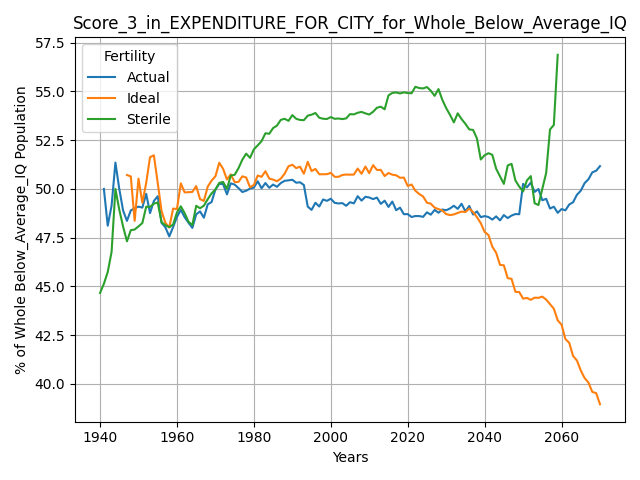 Score_3_in_EXPENDITURE_FOR_CITY_for_Whole_Below_Average_IQ
Fertility
Actual
Ideal
Sterile
% of Whole Below_Average_IQ Population
57.5
55.0
52.5
50.0
47.5
45.0
42.5
40.0
1940 1960 1980 2000 2020 2040 2060
Years